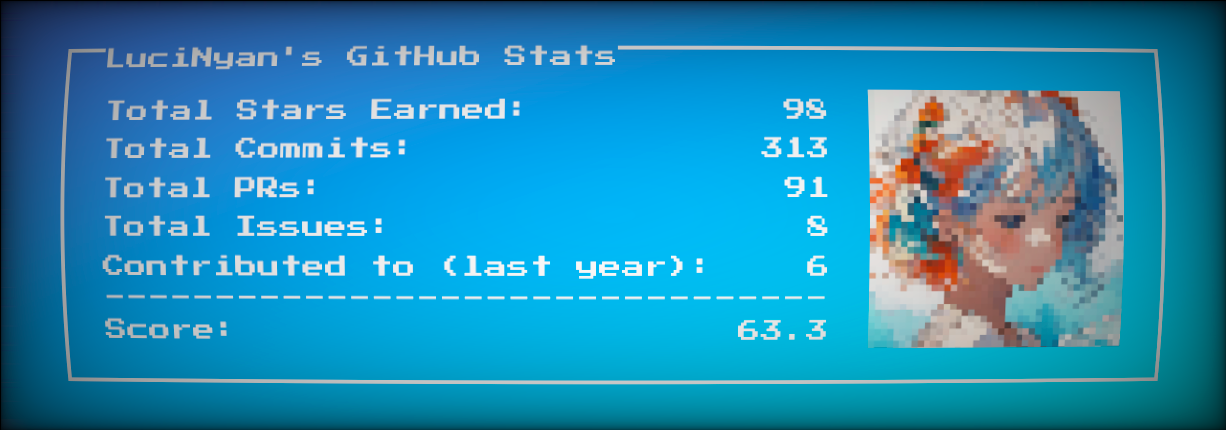 LuciNyan's GitHub Stats
Total Stars Earned: 98
Total Commits: 313
Total PRs: 91
Total Issues: 8
Contributed to (last year): 6
--------------------------------
Score: 63.3